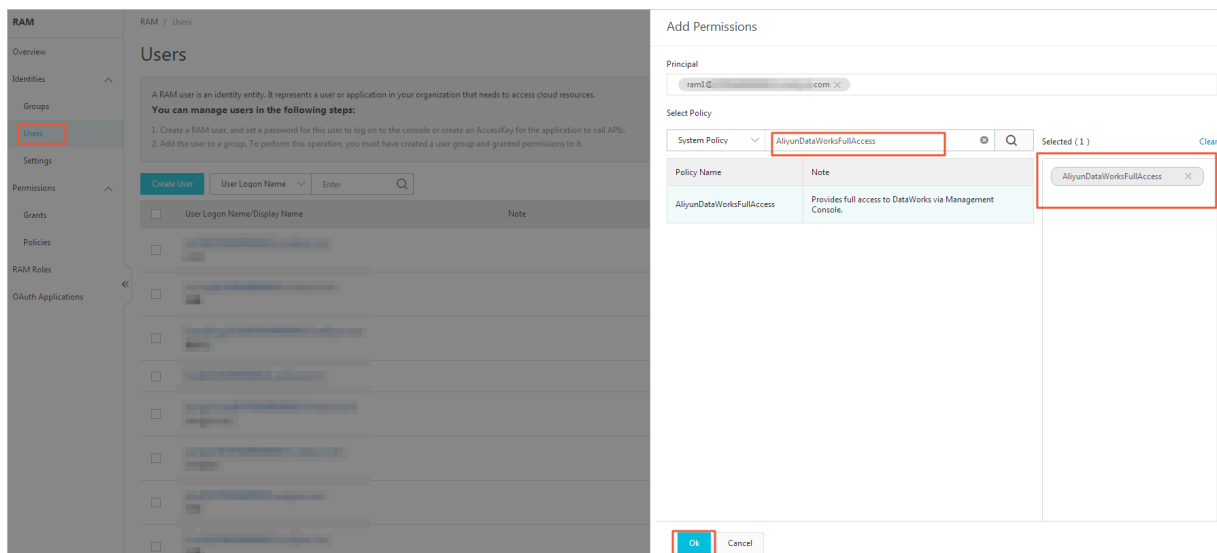 RAM
Overview
Identities
Groups
Users
Settings
Permissions
Grants
Policies
RAM Roles
OAuth Applications
RAM / Users
Users
A RAM user is an identity entity. It represents a user or application in your organization that needs to access cloud resources.
You can manage users in the following steps:
1. Create a RAM user, and set a password for this user to log on to the console or create an AccessKey for the application to call APIs.
2. Add the user to a group. To perform this operation, you must have created a user group and granted permissions to it.
Create User User Logon Name Enter
User Logon Name/Display Name Note
Add Permissions
Principal
ram1@ .com
Select Policy
System Policy AliyunDataWorksFullAccess Selected ( 1 ) Clear
Policy Name Note
AliyunDataWorksFullAccess
AliyunDataWorksFullAccess Provides full access to DataWorks via Management
Console.
Ok Cancel